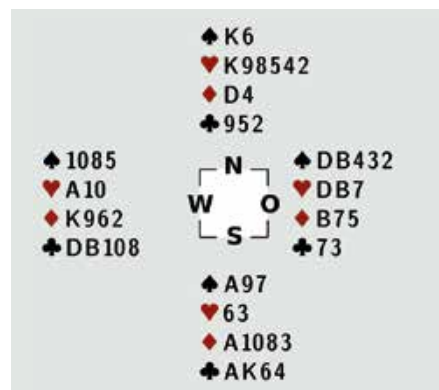 ♠ K6
♥ K98542
♦ D4
♣ 952
♠ 1085
♥ A10
♦ K962
♣ DB108
N
W O
S
♠ DB432
♥ DB7
♦ B75
♣ 73
♠ A97
♥ 63
♦ A1083
♣ AK64